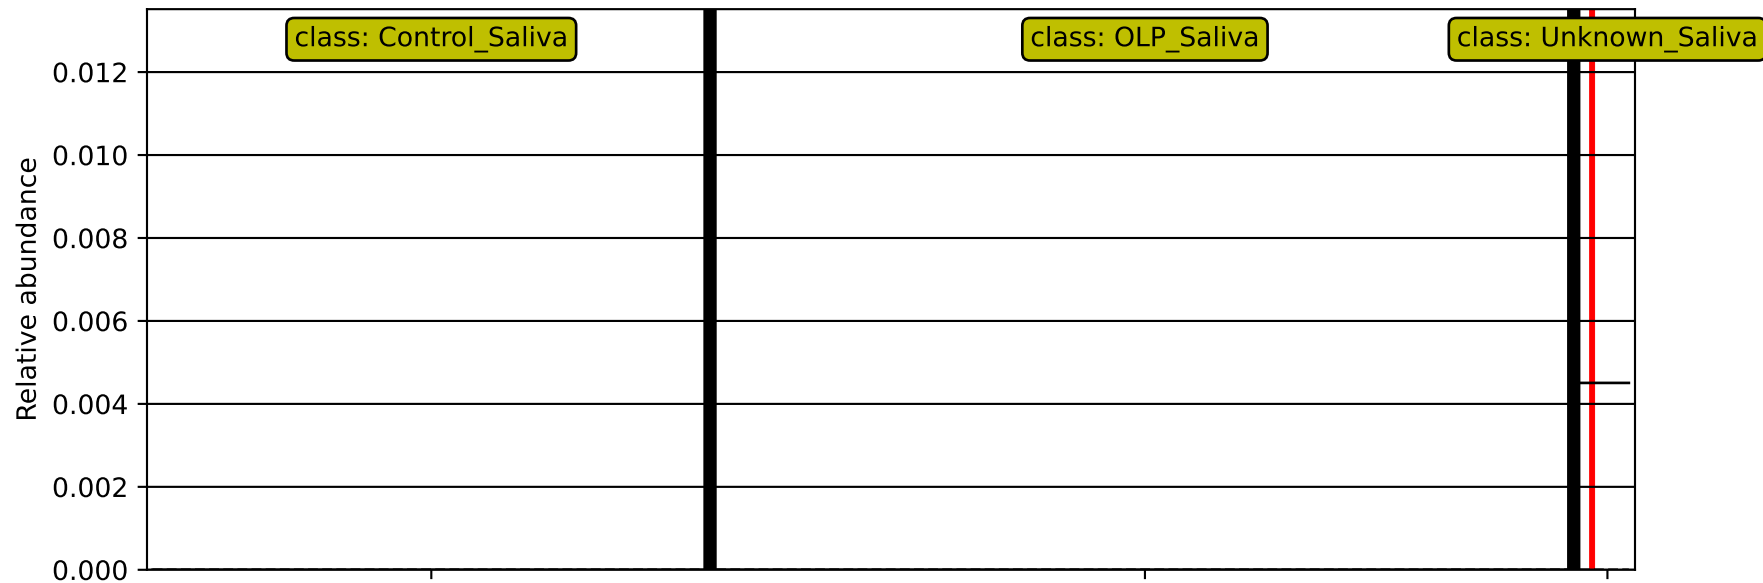 class: Control_Saliva
class: OLP_Saliva
class: Unknown_Saliva
Relative abundance
0.012
0.010
0.008
0.006
0.004
0.002
0.000